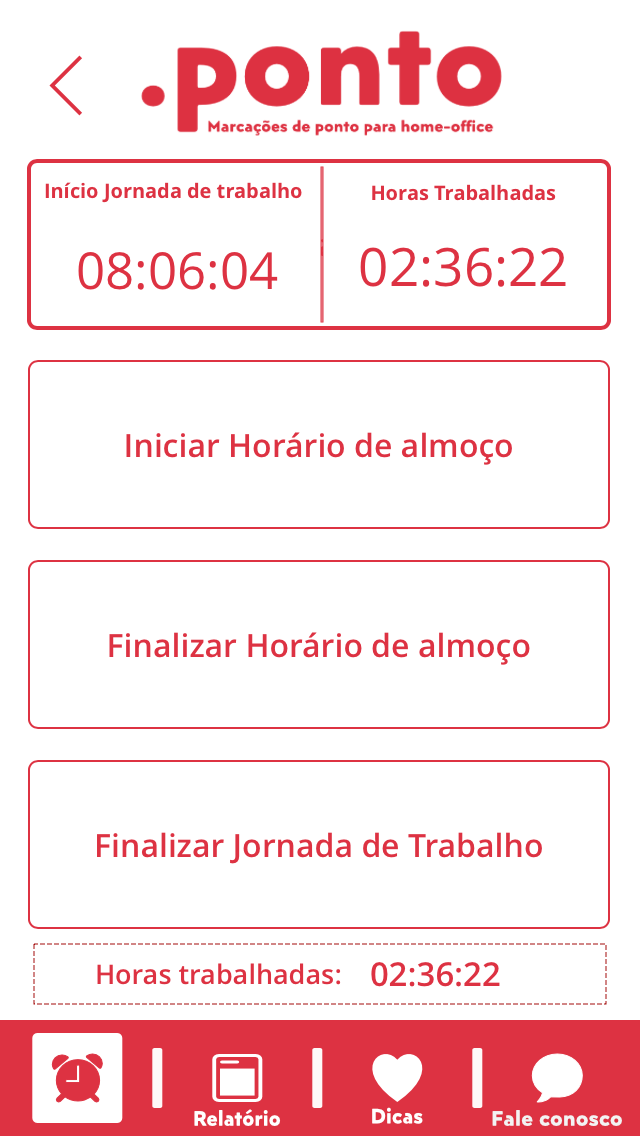 .ponto
Marcações de ponto para home-office
Início Jornada de trabalho
08:06:04
Horas Trabalhadas
02:36:22
Iniciar Horário de almoço
Finalizar Horário de almoço
Finalizar Jornada de Trabalho
Horas trabalhadas: 02:36:22
Relatório
Dicas
Fale conosco